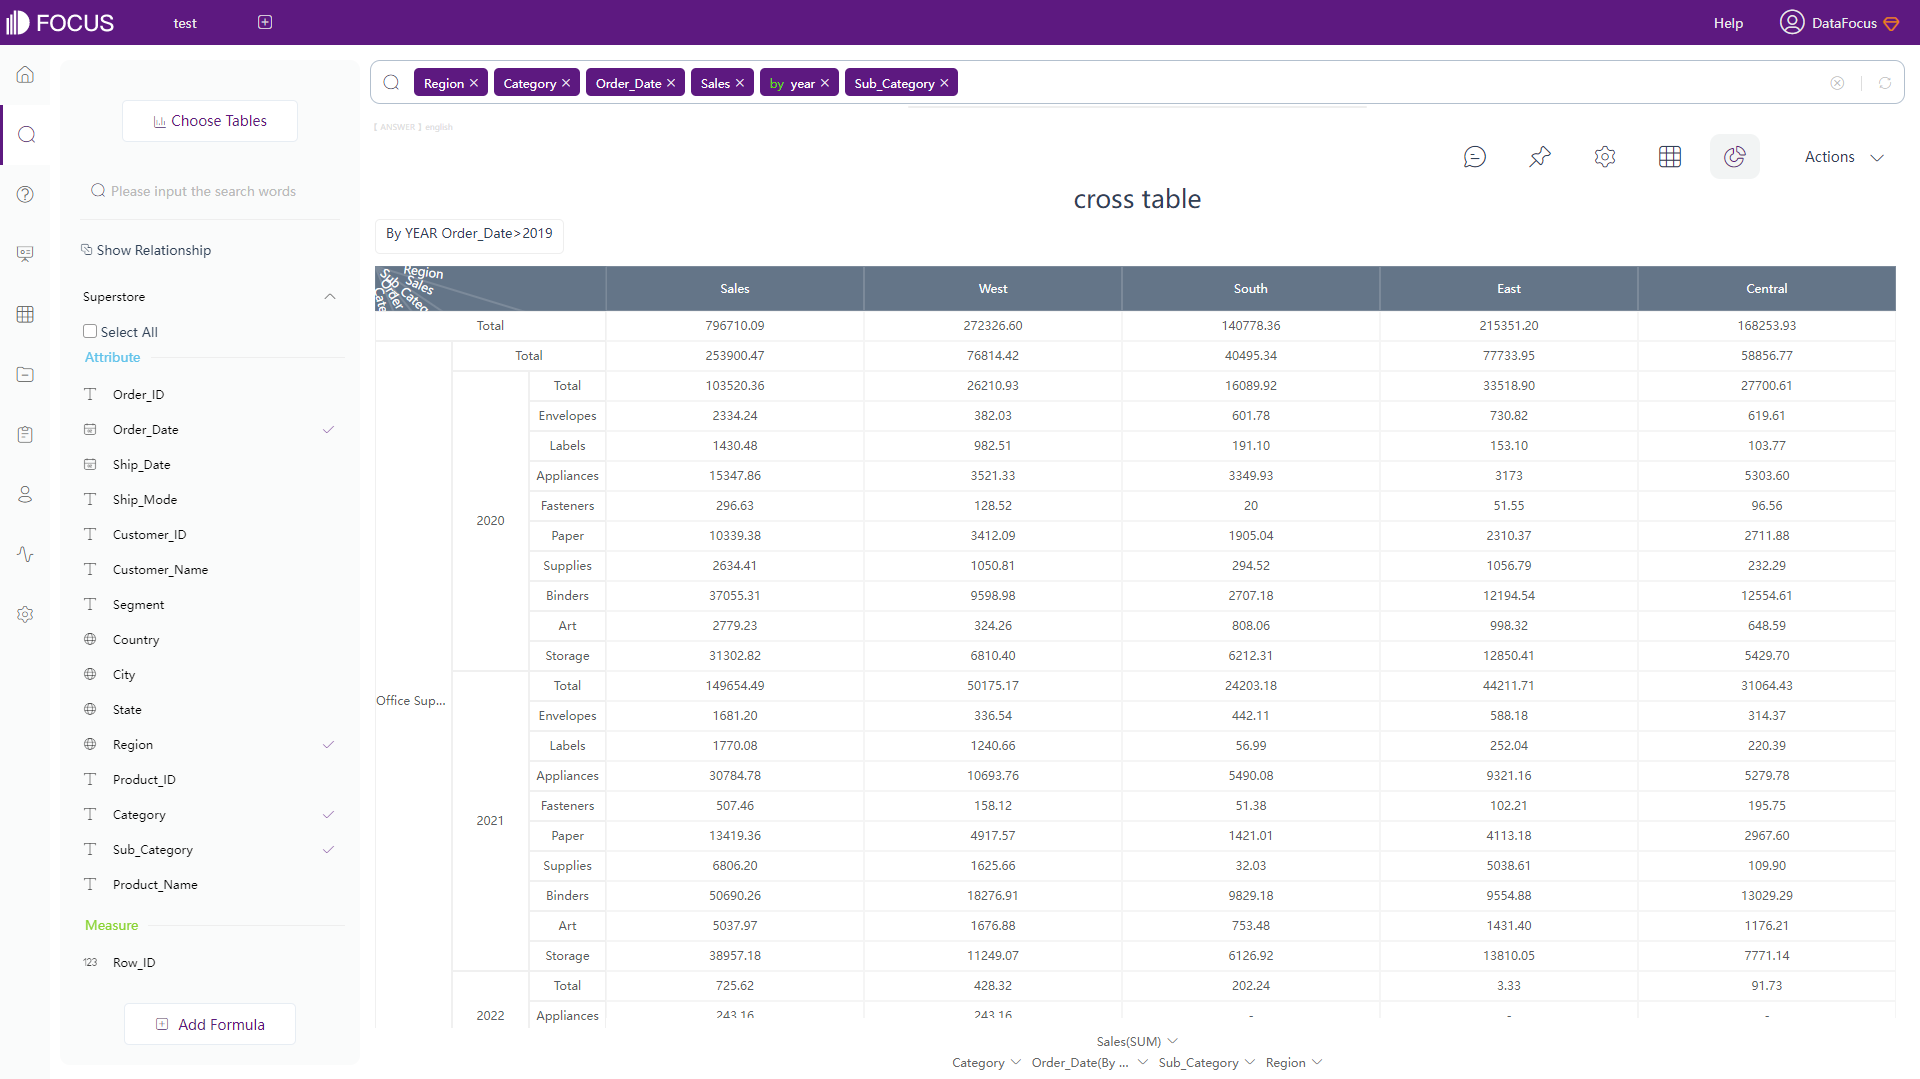 FOCUS test Help DataFocus
Region Category Order_Date Sales by year Sub_Category
Choose Tables
【 ANSWER 】english
Actions
Please input the search words
cross table
By YEAR Order_Date>2019
Show Relationship
Superstore
Select All
Attribute
Order_ID
Order_Date
Ship_Date
Ship_Mode
Customer_ID
Customer_Name
Segment
Country
City
State
Region
Product_ID
Category
Sub_Category
Product_Name
Measure
123 Row_ID
Add Formula
Region
Sales
Sub_Catego
Order
Cate
Sales West South East Central
Total 796710.09 272326.60 140778.36 215351.20 168253.93
Office Sup...
Total 253900.47 76814.42 40495.34 77733.95 58856.77
2020
Total 103520.36 26210.93 16089.92 33518.90 27700.61
Envelopes 2334.24 382.03 601.78 730.82 619.61
Labels 1430.48 982.51 191.10 153.10 103.77
Appliances 15347.86 3521.33 3349.93 3173 5303.60
Fasteners 296.63 128.52 20 51.55 96.56
Paper 10339.38 3412.09 1905.04 2310.37 2711.88
Supplies 2634.41 1050.81 294.52 1056.79 232.29
Binders 37055.31 9598.98 2707.18 12194.54 12554.61
Art 2779.23 324.26 808.06 998.32 648.59
Storage 31302.82 6810.40 6212.31 12850.41 5429.70
2021
Total 149654.49 50175.17 24203.18 44211.71 31064.43
Envelopes 1681.20 336.54 442.11 588.18 314.37
Labels 1770.08 1240.66 56.99 252.04 220.39
Appliances 30784.78 10693.76 5490.08 9321.16 5279.78
Fasteners 507.46 158.12 51.38 102.21 195.75
Paper 13419.36 4917.57 1421.01 4113.18 2967.60
Supplies 6806.20 1625.66 32.03 5038.61 109.90
Binders 50690.26 18276.91 9829.18 9554.88 13029.29
Art 5037.97 1676.88 753.48 1431.40 1176.21
Storage 38957.18 11249.07 6126.92 13810.05 7771.14
2022
Total 725.62 428.32 202.24 3.33 91.73
Appliances 243.16 243.16 - - -
Sales(SUM)
Category Order_Date(By ... Sub_Category Region